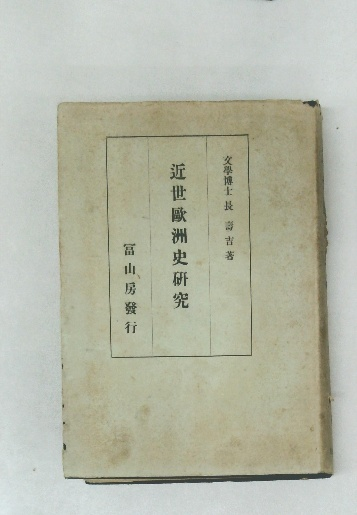 文學博士 長 壽吉著
近世歐洲史硏究
冨山房發行